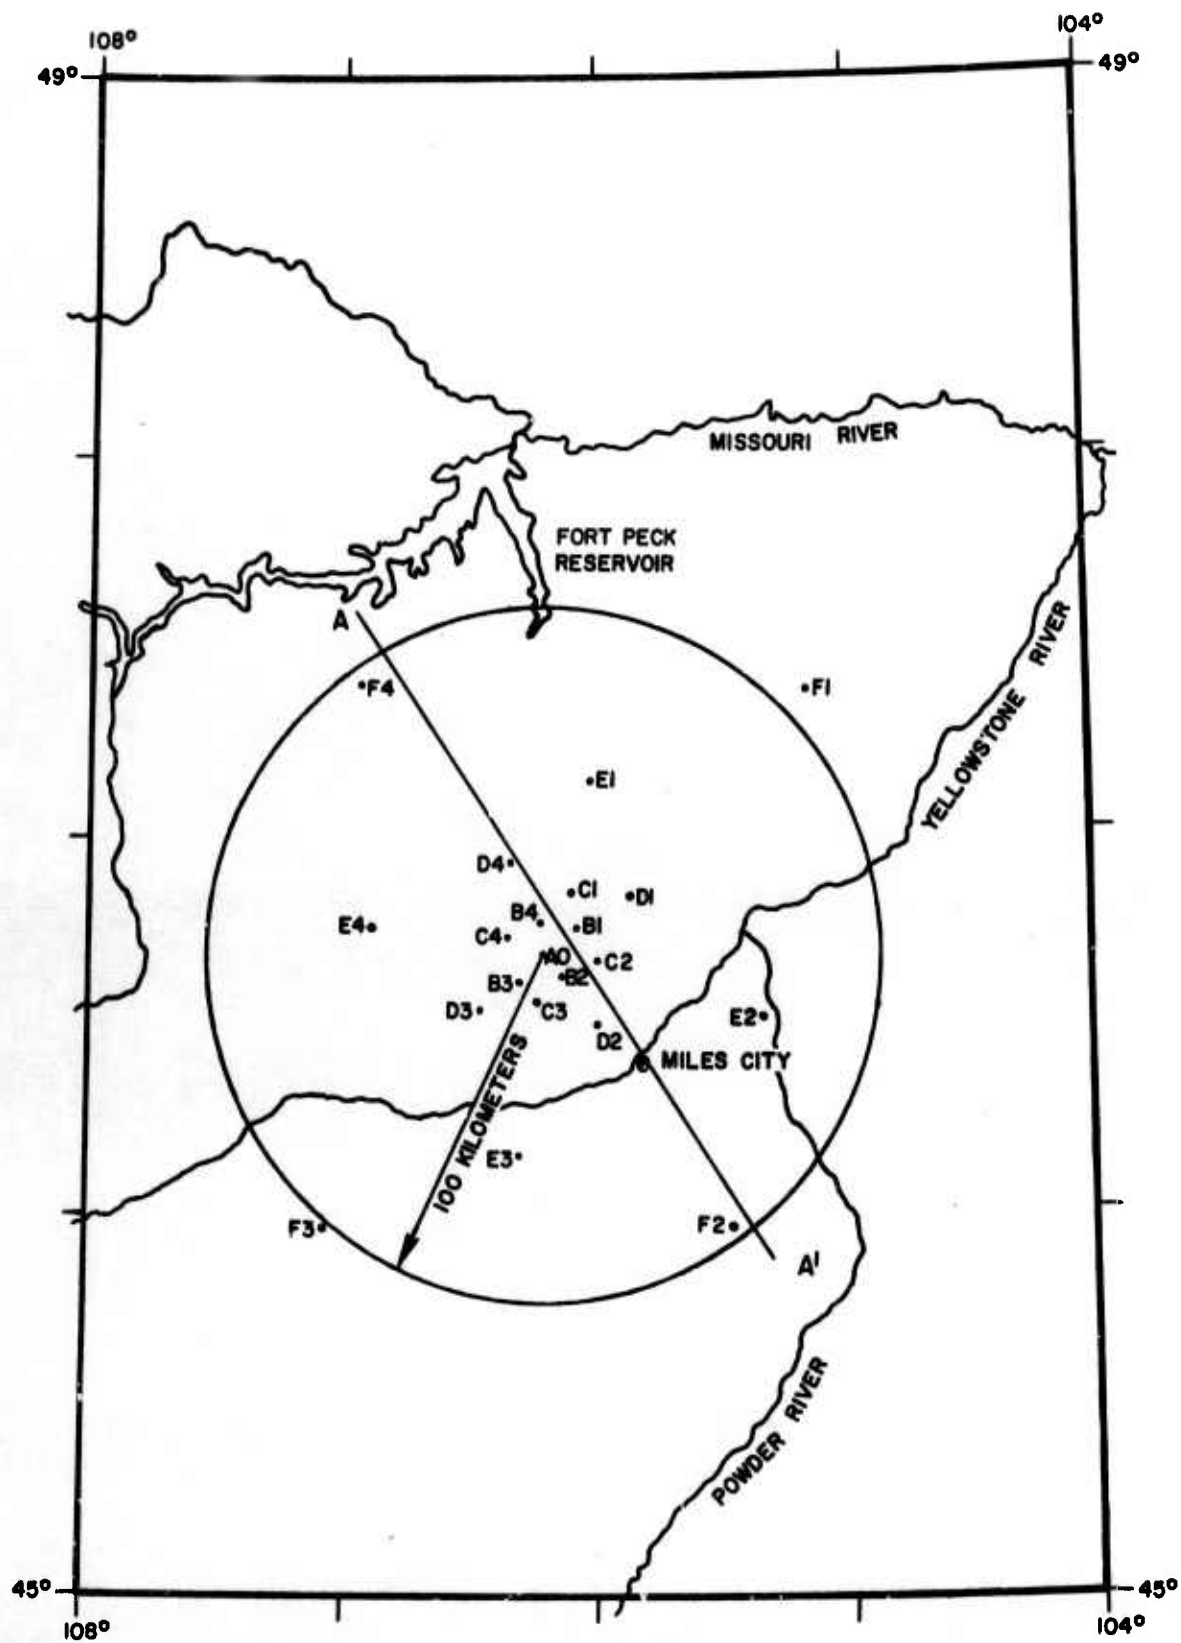 108°
104°
49°
49°
MISSOURI RIVER
FORT PECK
RESERVOIR
A
F4
F1
YELLOWSTONE RIVER
E1
D4
C1
D1
B4
B1
E4
C4
A0
C2
B2
B3
D3
C3
E2
D2
MILES CITY
100 KILOMETERS
E3
F3
F2
A'
POWDER RIVER
45°
45°
108°
104°